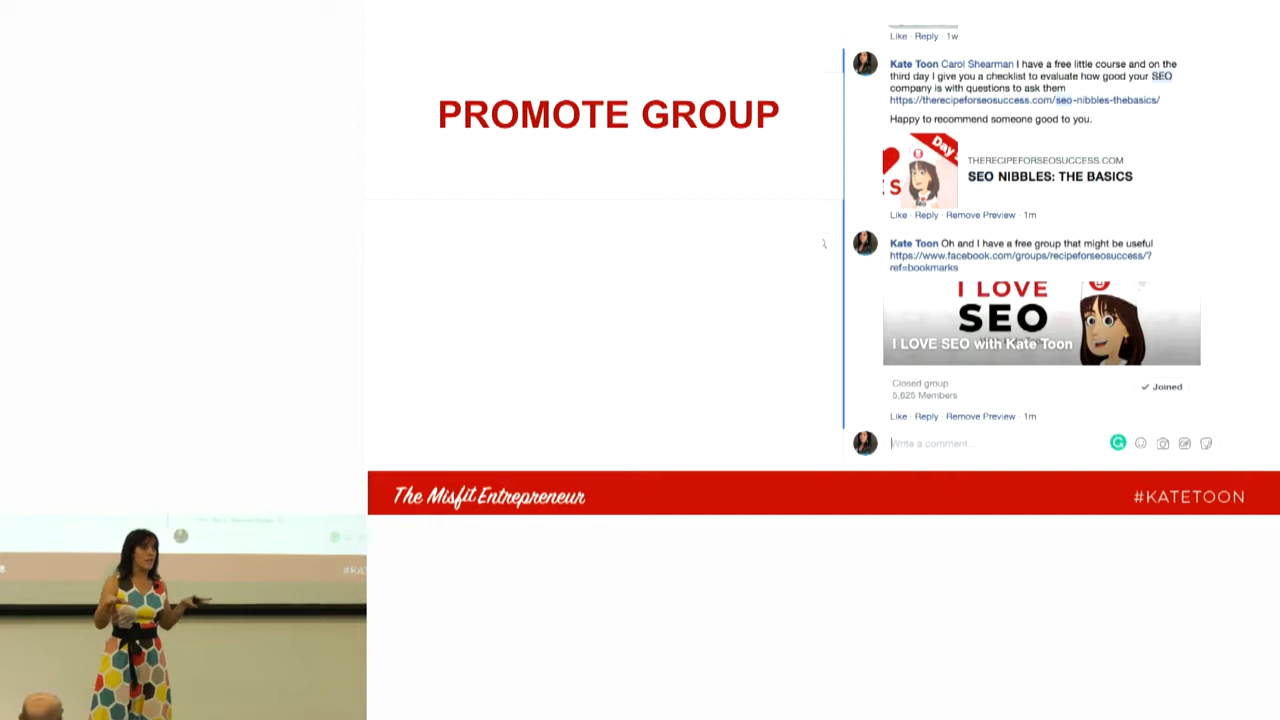 PROMOTE GROUP
Like · Reply · 1w
Kate Toon Carol Shearman I have a free little course and on the
third day I give you a checklist to evaluate how good your SEO
company is with questions to ask them
https://therecipeforseosuccess.com/seo-nibbles-thebasics/
Happy to recommend someone good to you.
Day
S
SEO
THERECIPEFORSEOSUCCESS.COM
SEO NIBBLES: THE BASICS
Like · Reply · Remove Preview · 1m
Kate Toon Oh and I have a free group that might be useful
https://www.facebook.com/groups/recipeforseosuccess/?
ref=bookmarks
I LOVE
SEO
I LOVE SEO with Kate Toon
Closed group
5,625 Members
Joined
Like · Reply · Remove Preview · 1m
Write a comment...
The Misfit Entrepreneur
#KATETOON
#KA